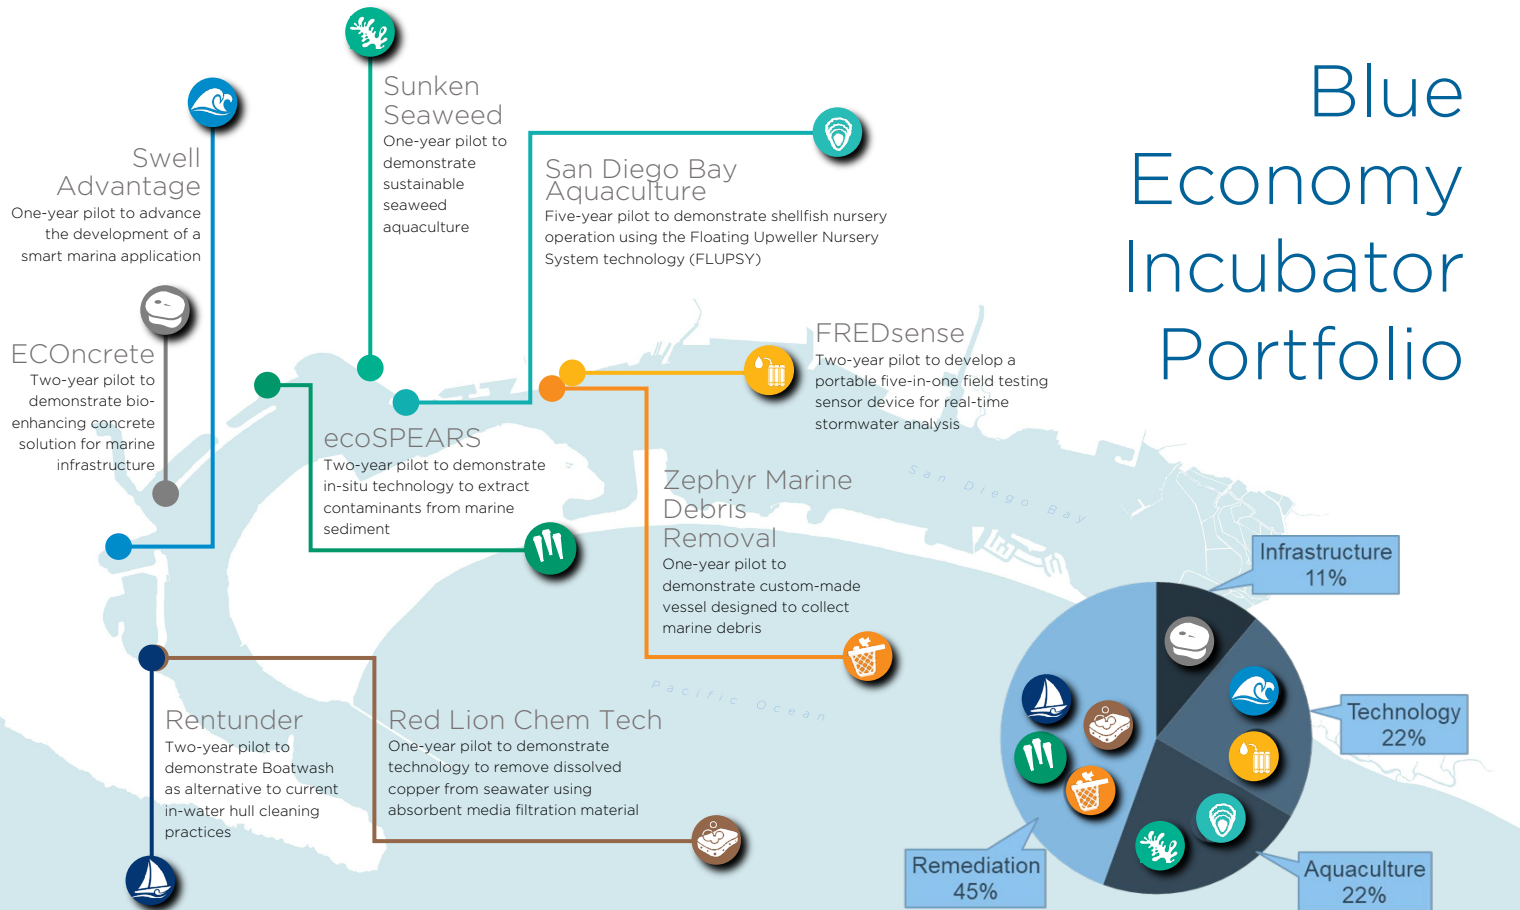 Blue
Economy
Incubator
Portfolio
Sunken
Seaweed
One-year pilot to
demonstrate
sustainable
seaweed
aquaculture
Swell
Advantage
One-year pilot to advance
the development of a
smart marina application
San Diego Bay
Aquaculture
Five-year pilot to demonstrate shellfish nursery
operation using the Floating Upweller Nursery
System technology (FLUPSY)
ECOncrete
Two-year pilot to
demonstrate bio-
enhancing concrete
solution for marine
infrastructure
FREDsense
Two-year pilot to develop a
portable five-in-one field testing
sensor device for real-time
stormwater analysis
ecoSPEARS
Two-year pilot to demonstrate
in-situ technology to extract
contaminants from marine
sediment
Zephyr Marine
Debris
Removal
One-year pilot to
demonstrate custom-made
vessel designed to collect
marine debris
San Diego Bay
Pacific Ocean
Rentunder
Two-year pilot to
demonstrate Boatwash
as alternative to current
in-water hull cleaning
practices
Red Lion Chem Tech
One-year pilot to demonstrate
technology to remove dissolved
copper from seawater using
absorbent media filtration material
Infrastructure
11%
Technology
22%
Aquaculture
22%
Remediation
45%